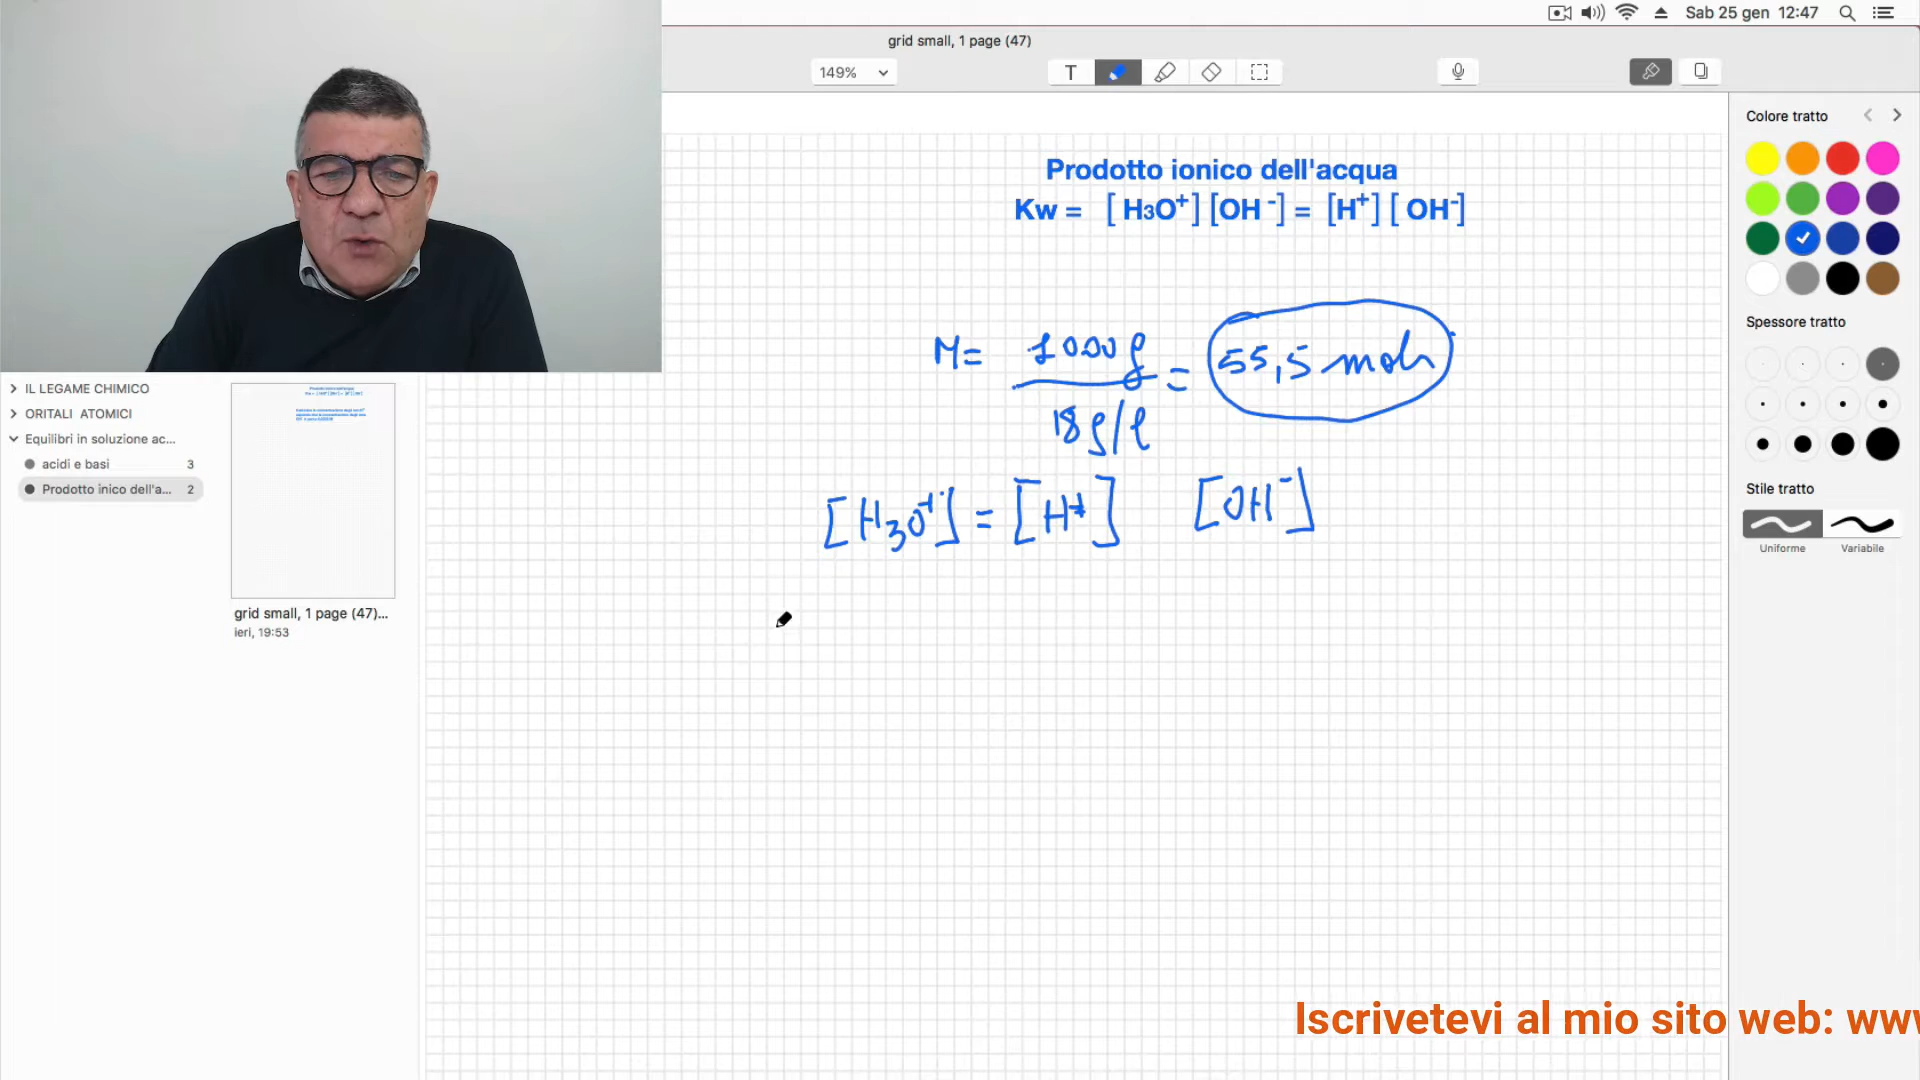 Sab 25 gen 12:47
grid small, 1 page (47)
149%
T
Colore tratto
Prodotto ionico dell'acqua
Kw = [ H3O+] [OH -] = [H+] [ OH-]
Spessore tratto
M= 1000 g = 55,5 moli
18 g/l
IL LEGAME CHIMICO
ORITALI ATOMICI
Equilibri in soluzione ac...
acidi e basi 3
Prodotto inico dell'a... 2
[H3O+] = [H+] [OH-]
Stile tratto
Uniforme Variabile
grid small, 1 page (47)...
ieri, 19:53
Iscrivetevi al mio sito web: www